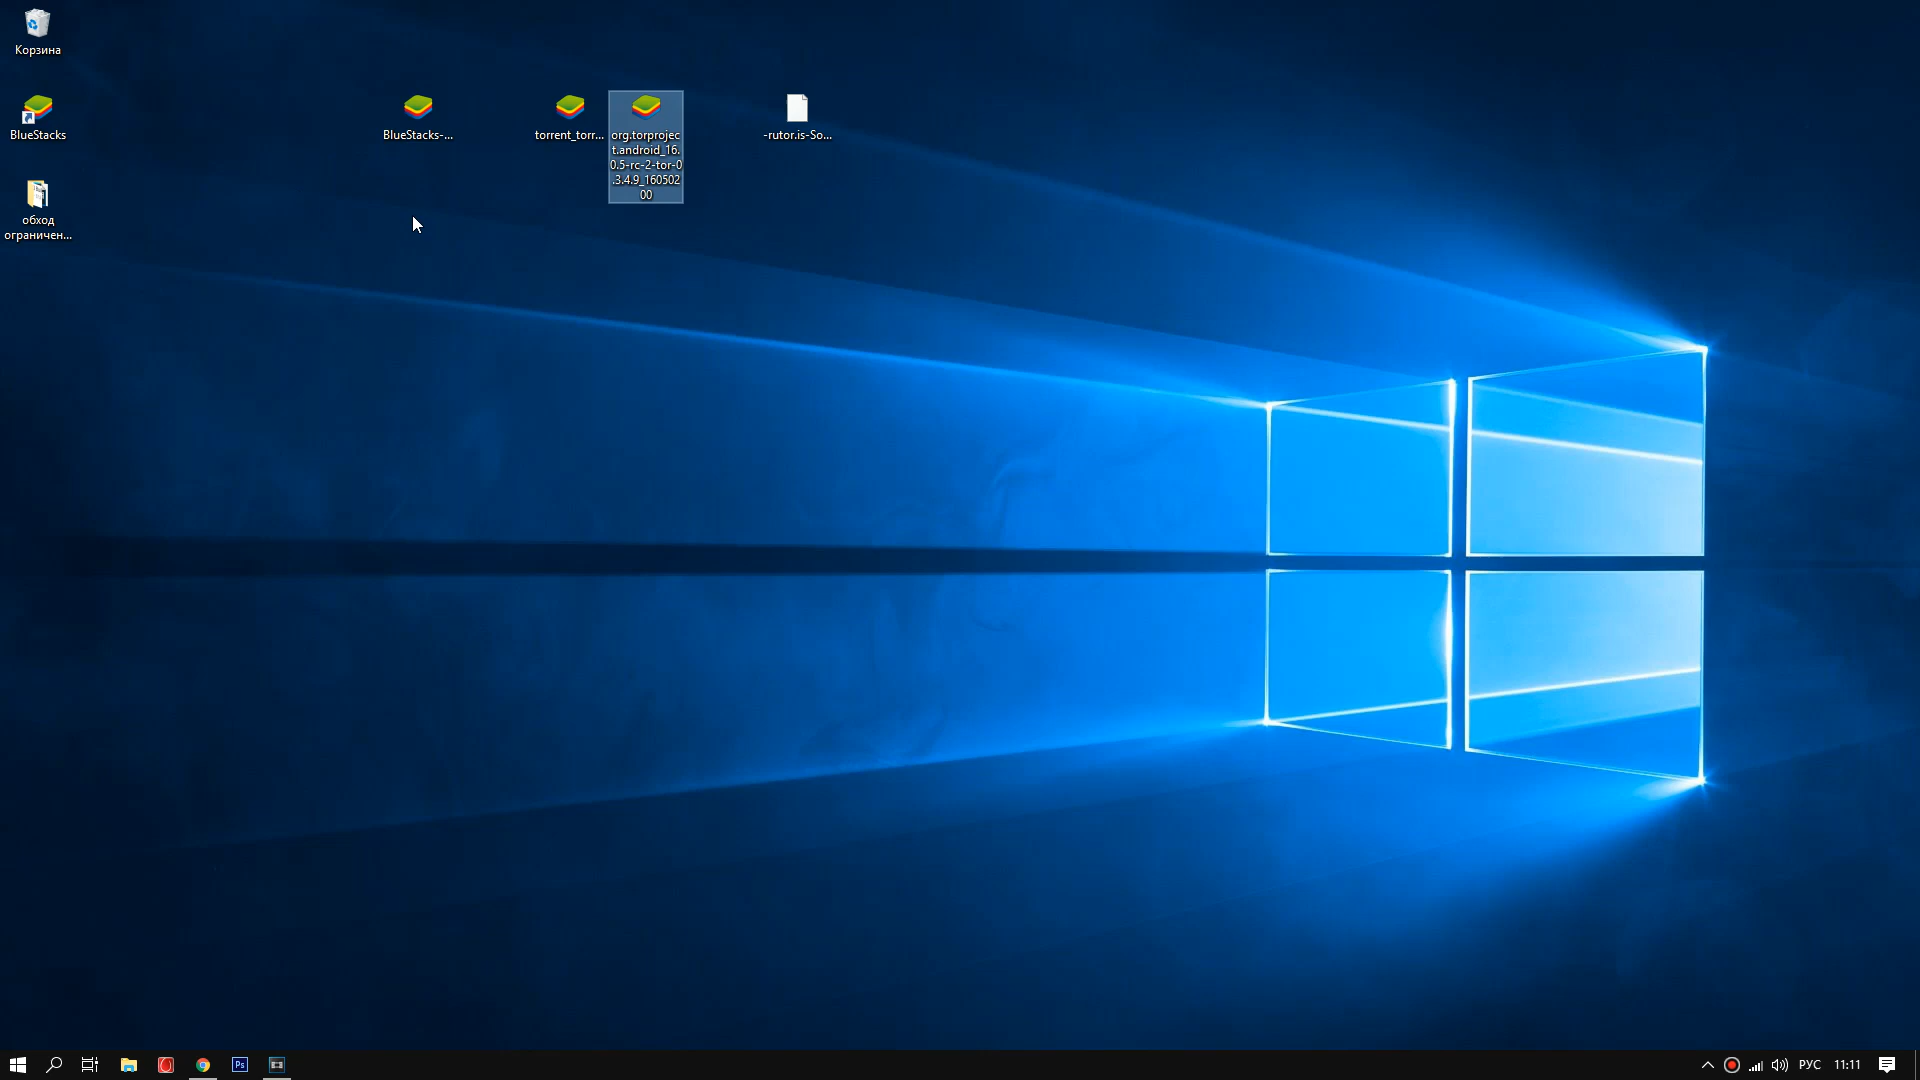 Корзина
BlueStacks
BlueStacks-...
torrent_torr...
org.torprojec
t.android_16.
0.5-rc-2-tor-0
.3.4.9_160502
00
-rutor.is-So...
обход
ограничен...
Ps
РУС
11:11